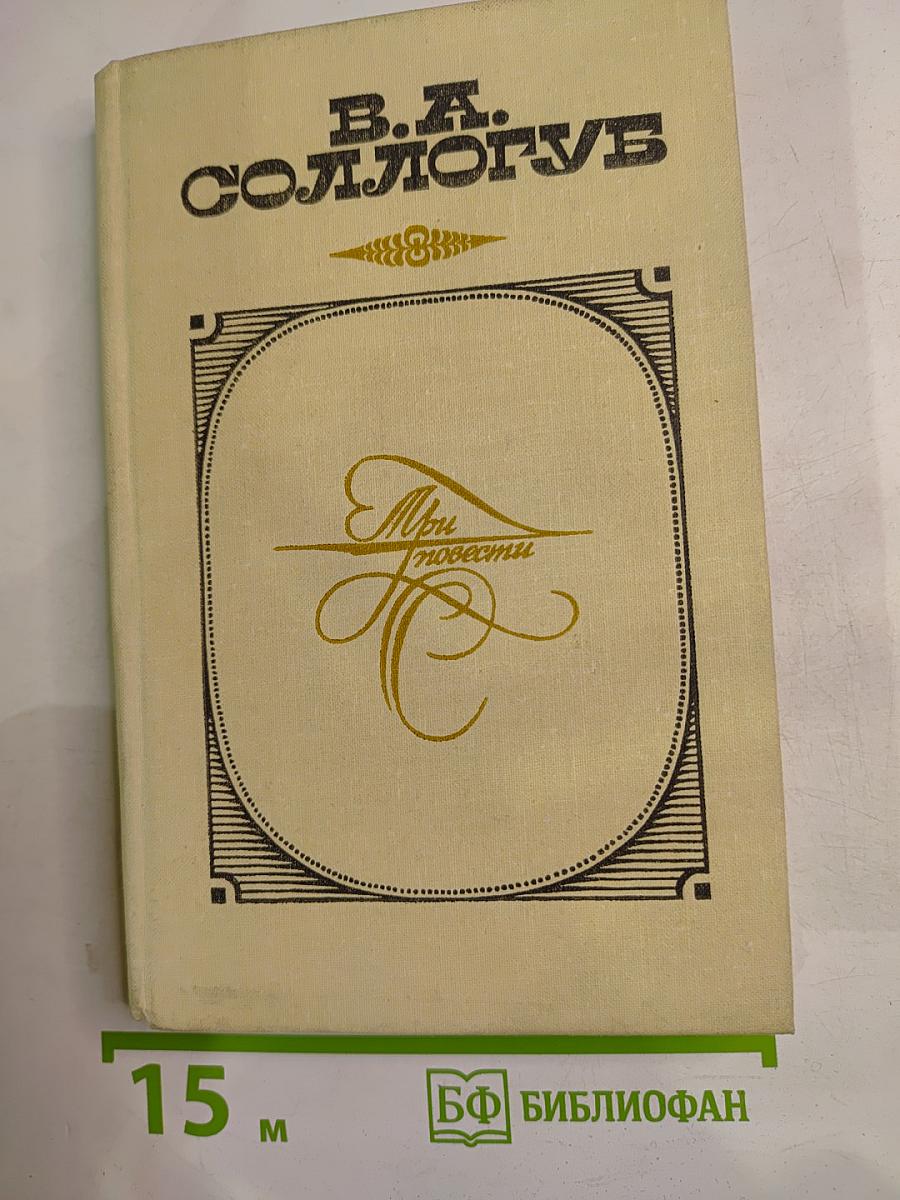 В.А.
СОЛЛОГУБ
Три
повести
15 м
БФ БИБЛИОФАН